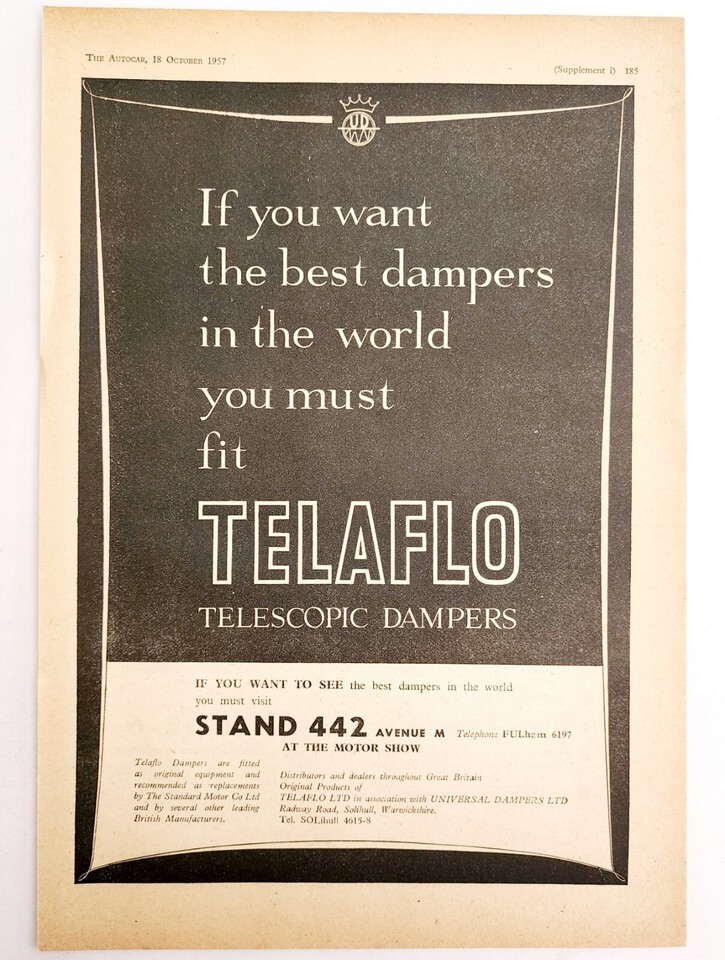 THE AUTOCAR, 18 OCTOBER 1957
(Supplement i) 185
UD
If you want
the best dampers
in the world
you must
fit
TELAFLO
TELESCOPIC DAMPERS
IF YOU WANT TO SEE the best dampers in the world
you must visit
STAND 442 AVENUE M Telephone FULham 6197
AT THE MOTOR SHOW
Telaflo Dampers are fitted
as original equipment and
recommended as replacements
by The Standard Motor Co Ltd
and by several other leading
British Manufacturers.
Distributors and dealers throughout Great Britain
Original Products of
TELAFLO LTD in association with UNIVERSAL DAMPERS LTD
Radway Road, Solihull, Warwickshire.
Tel. SOLihull 4615-8